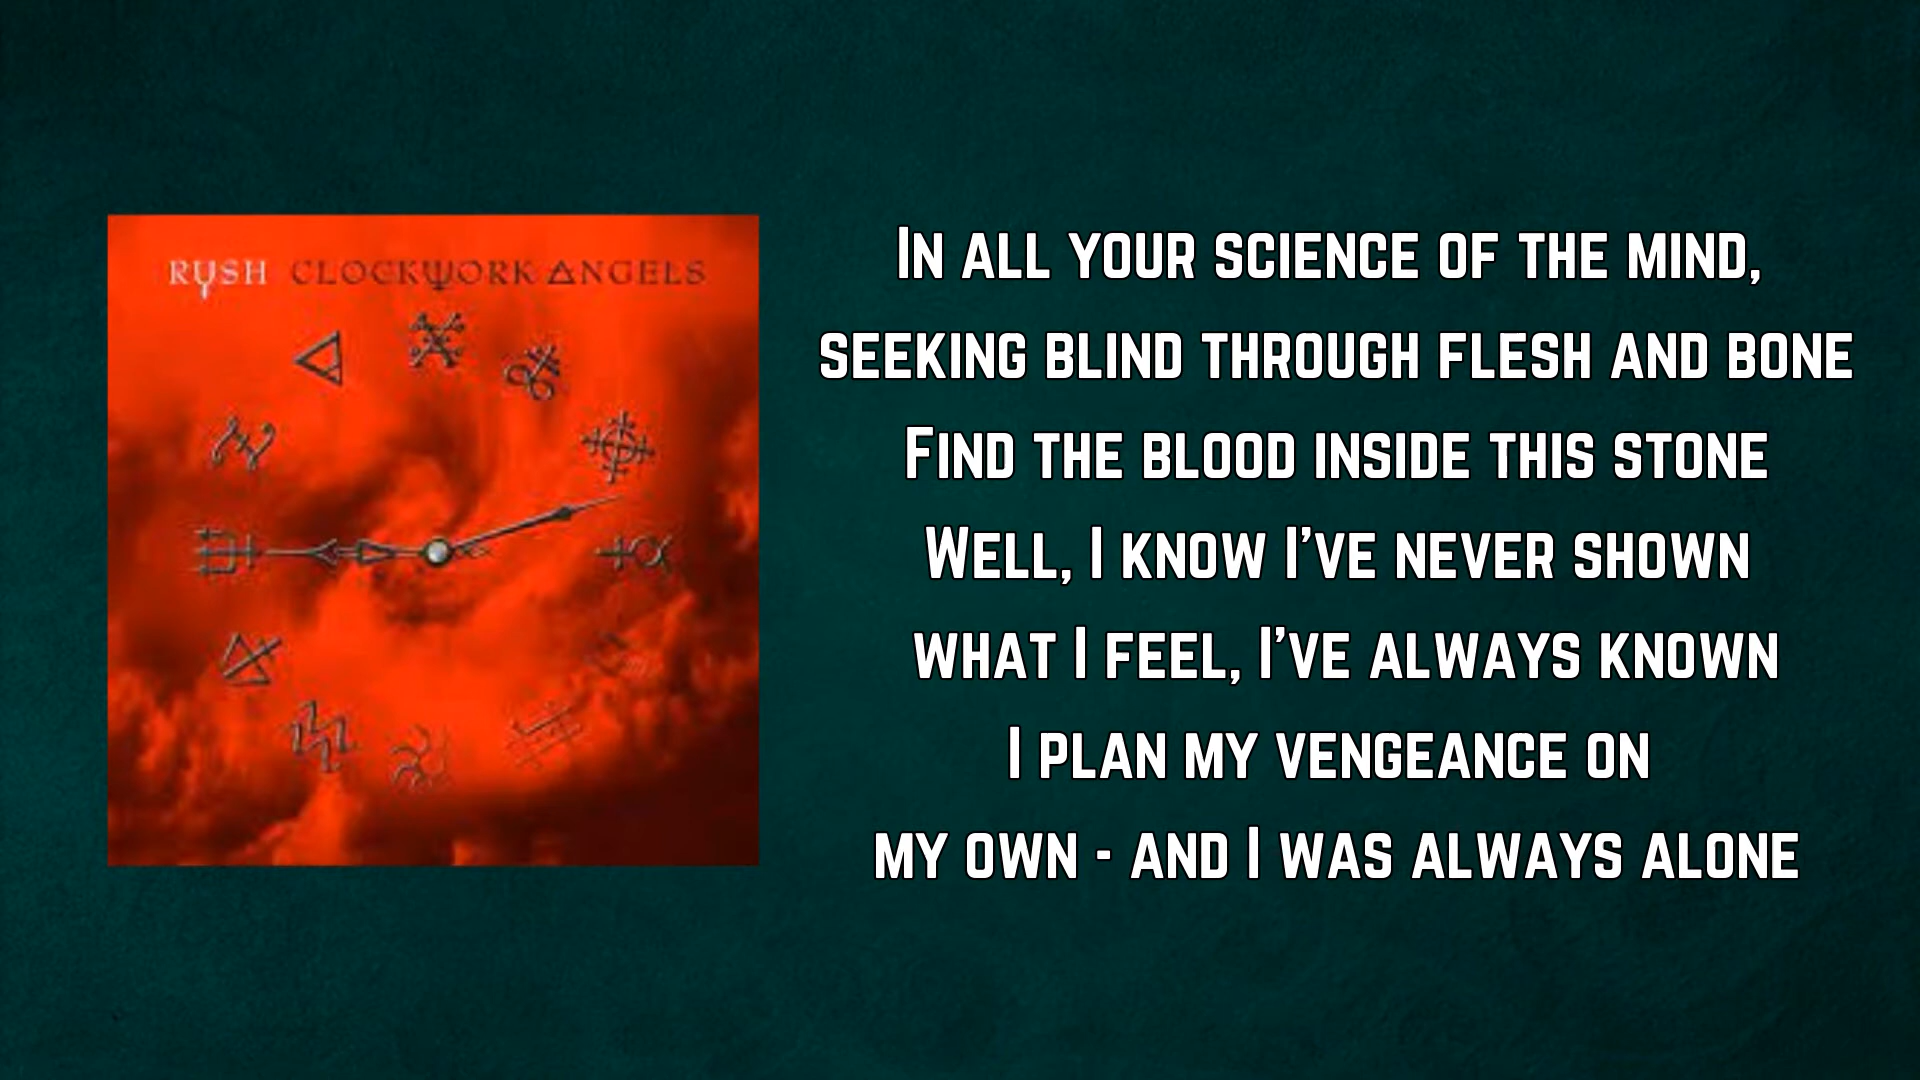 RUSH CLOCKWORK ANGELS
In all your science of the mind,
seeking blind through flesh and bone
Find the blood inside this stone
Well, I know I've never shown
what I feel, I've always known
I plan my vengeance on
my own - and I was always alone